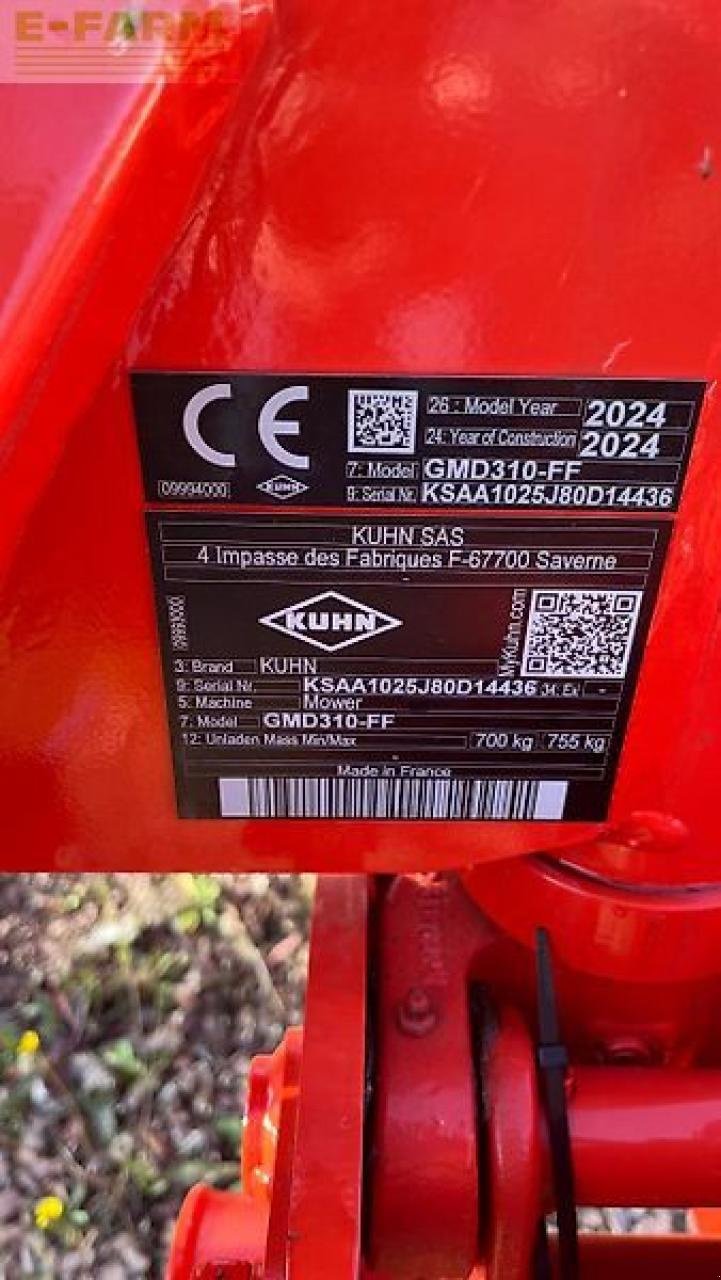 E-FARM
CE
26 : Model Year 2024
24: Year of Construction 2024
7: Model GMD310-FF
9: Serial Nr. KSAA1025J80D14436
09994000 KUHN
KUHN SAS
4 Impasse des Fabriques F-67700 Saverne
-
09994000
KUHN
MyKuhn.com
3: Brand KUHN
9: Serial Nr. KSAA1025J80D14436 34: Ex -
5: Machine Mower
7: Model GMD310-FF
12: Unladen Mass Min/Max 700 kg 755 kg
-
Made in France